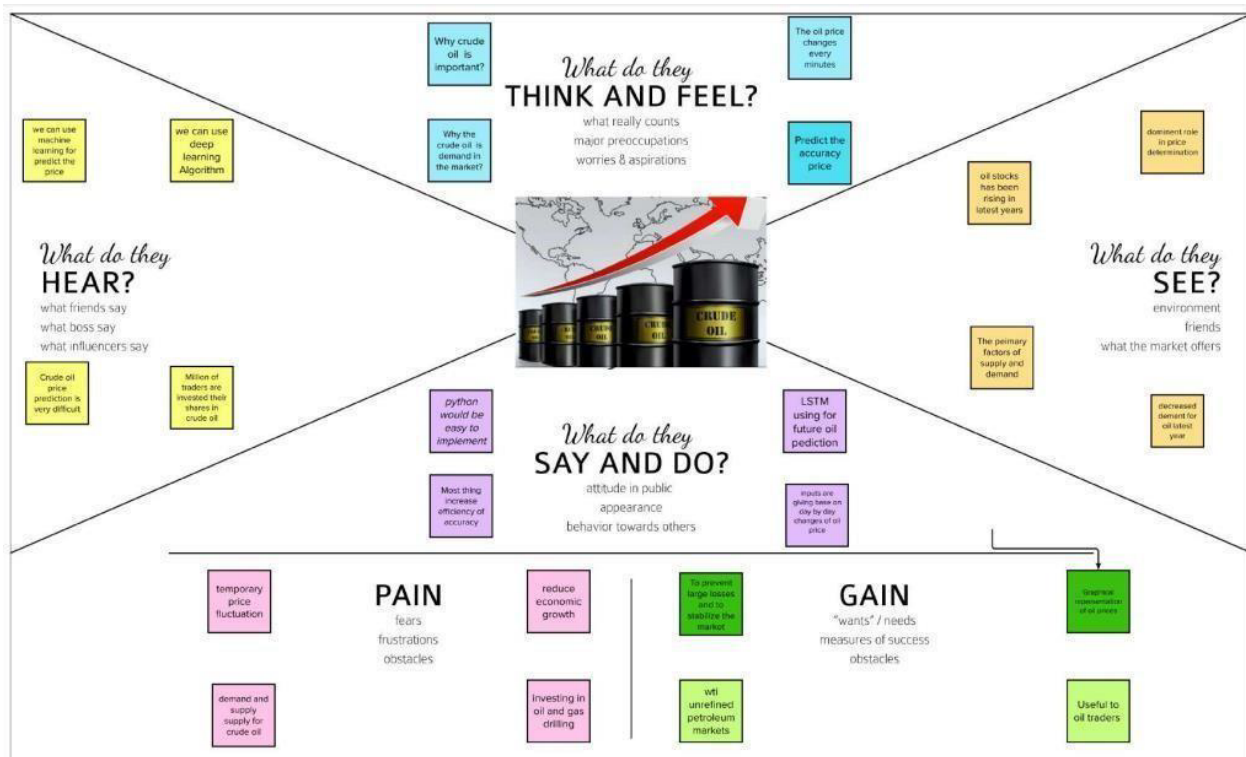 Why crude
oil is
important?
The oil price
changes
every
minutes
What do they
THINK AND FEEL?
what really counts
major preoccupations
worries & aspirations
Why the
crude oil is
demand in
the market?
Predict the
accuracy
price
we can use
machine
learning for
predict the
price
we can use
deep
learning
Algorithm
What do they
HEAR?
what friends say
what boss say
what influencers say
Crude oil
price
prediction is
very difficult
Million of
traders are
invested their
shares in
crude oil
dominent role
in price
determination
oil stocks
has been
rising in
latest years
What do they
SEE?
environment
friends
what the market offers
The peimary
factors of
supply and
demand
decreased
dement for
oil latest
year
CRUDE
OIL
python
would be
easy to
implement
LSTM
using for
future oil
pediction
What do they
SAY AND DO?
attitude in public
appearance
behavior towards others
Most thing
increase
efficiency of
accuracy
inputs are
giving base on
day by day
changes of oil
price
temporary
price
fluctuation
PAIN
fears
frustrations
obstacles
reduce
economic
growth
demand and
supply
supply for
crude oil
investing in
oil and gas
drilling
To prevent
large losses
and to
stabilize the
market
GAIN
"wants" / needs
measures of success
obstacles
Graphical
representation
of oil prices
wti
unrefined
petroleum
markets
Useful to
oil traders